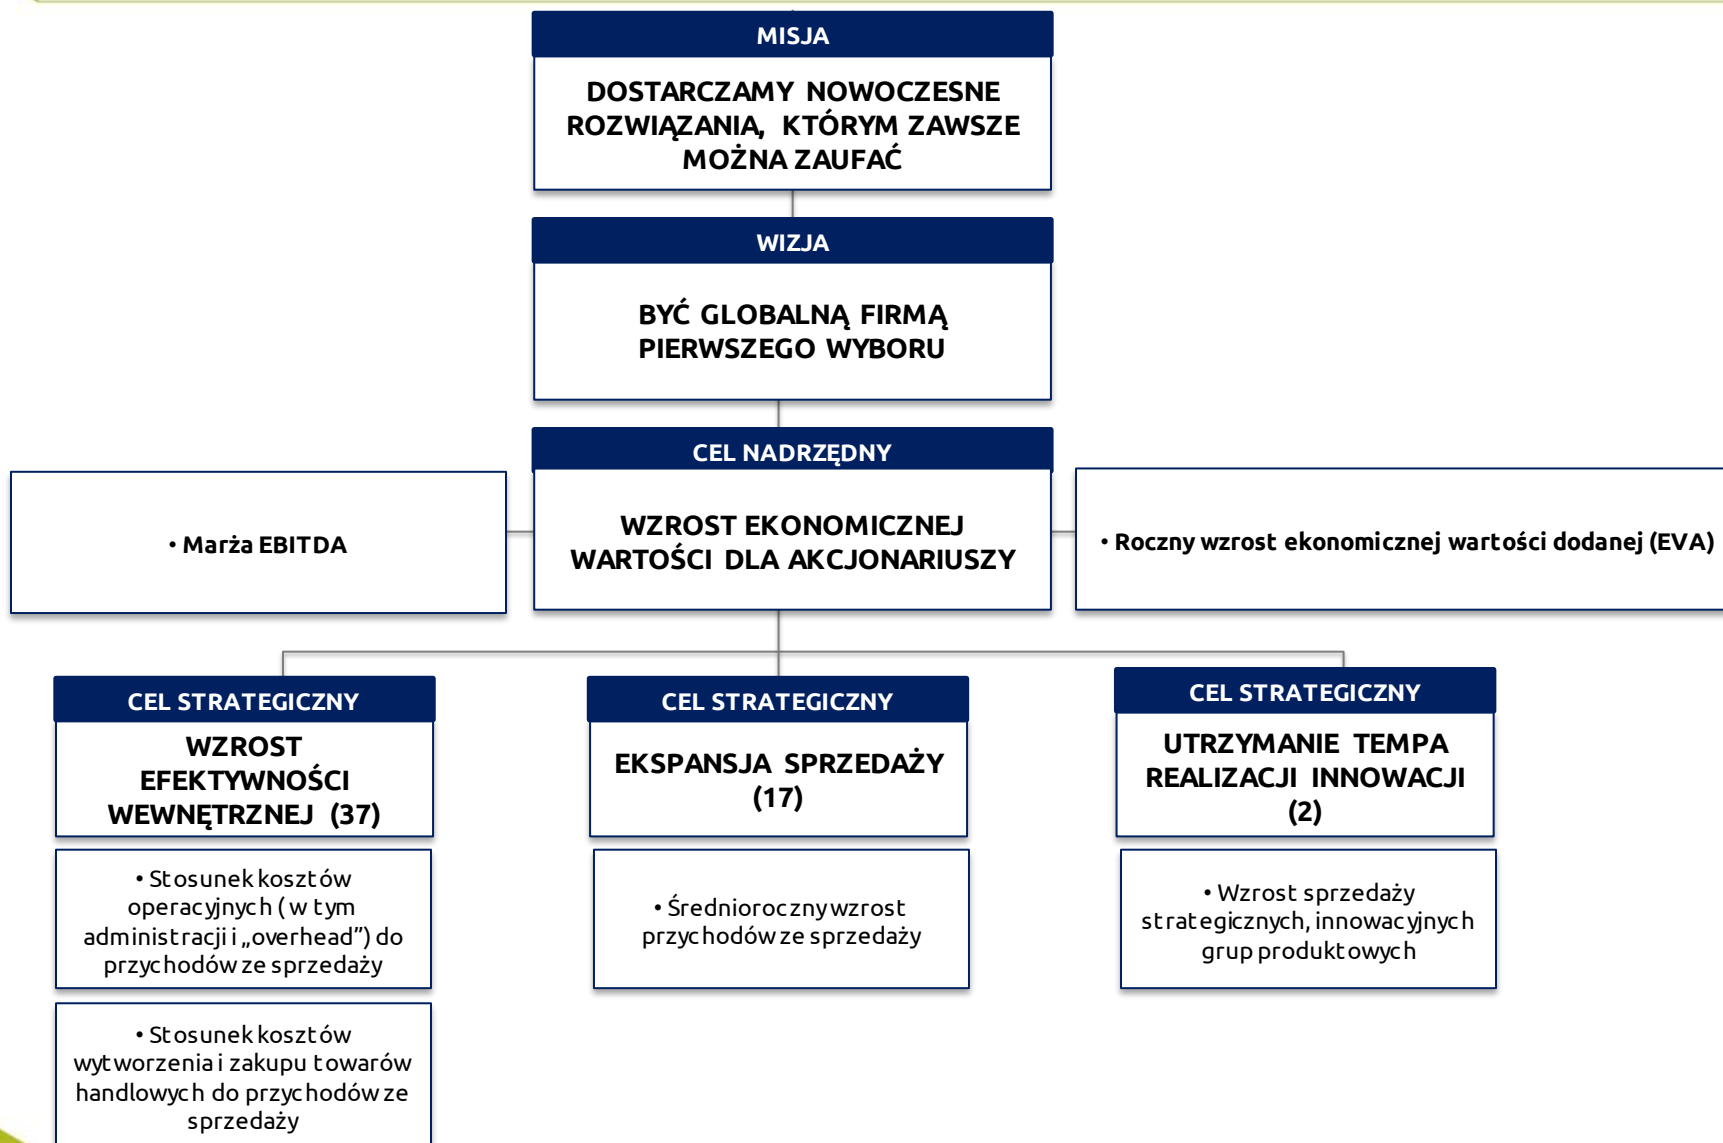 MISJA
DOSTARCZAMY NOWOCZESNE
ROZWIĄZANIA, KTÓRYM ZAWSZE
MOŻNA ZAUFAĆ
WIZJA
BYĆ GLOBALNĄ FIRMĄ
PIERWSZEGO WYBORU
CEL NADRZĘDNY
WZROST EKONOMICZNEJ
WARTOŚCI DLA AKCJONARIUSZY
• Marża EBITDA
• Roczny wzrost ekonomicznej wartości dodanej (EVA)
CEL STRATEGICZNY
WZROST
EFEKTYWNOŚCI
WEWNĘTRZNEJ (37)
• Stosunek kosztów
operacyjnych ( w tym
administracji i „overhead”) do
przychodów ze sprzedaży
• Stosunek kosztów
wytworzenia i zakupu towarów
handlowych do przychodów ze
sprzedaży
CEL STRATEGICZNY
EKSPANSJA SPRZEDAŻY
(17)
• Średnioroczny wzrost
przychodów ze sprzedaży
CEL STRATEGICZNY
UTRZYMANIE TEMPA
REALIZACJI INNOWACJI
(2)
• Wzrost sprzedaży
strategicznych, innowacyjnych
grup produktowych